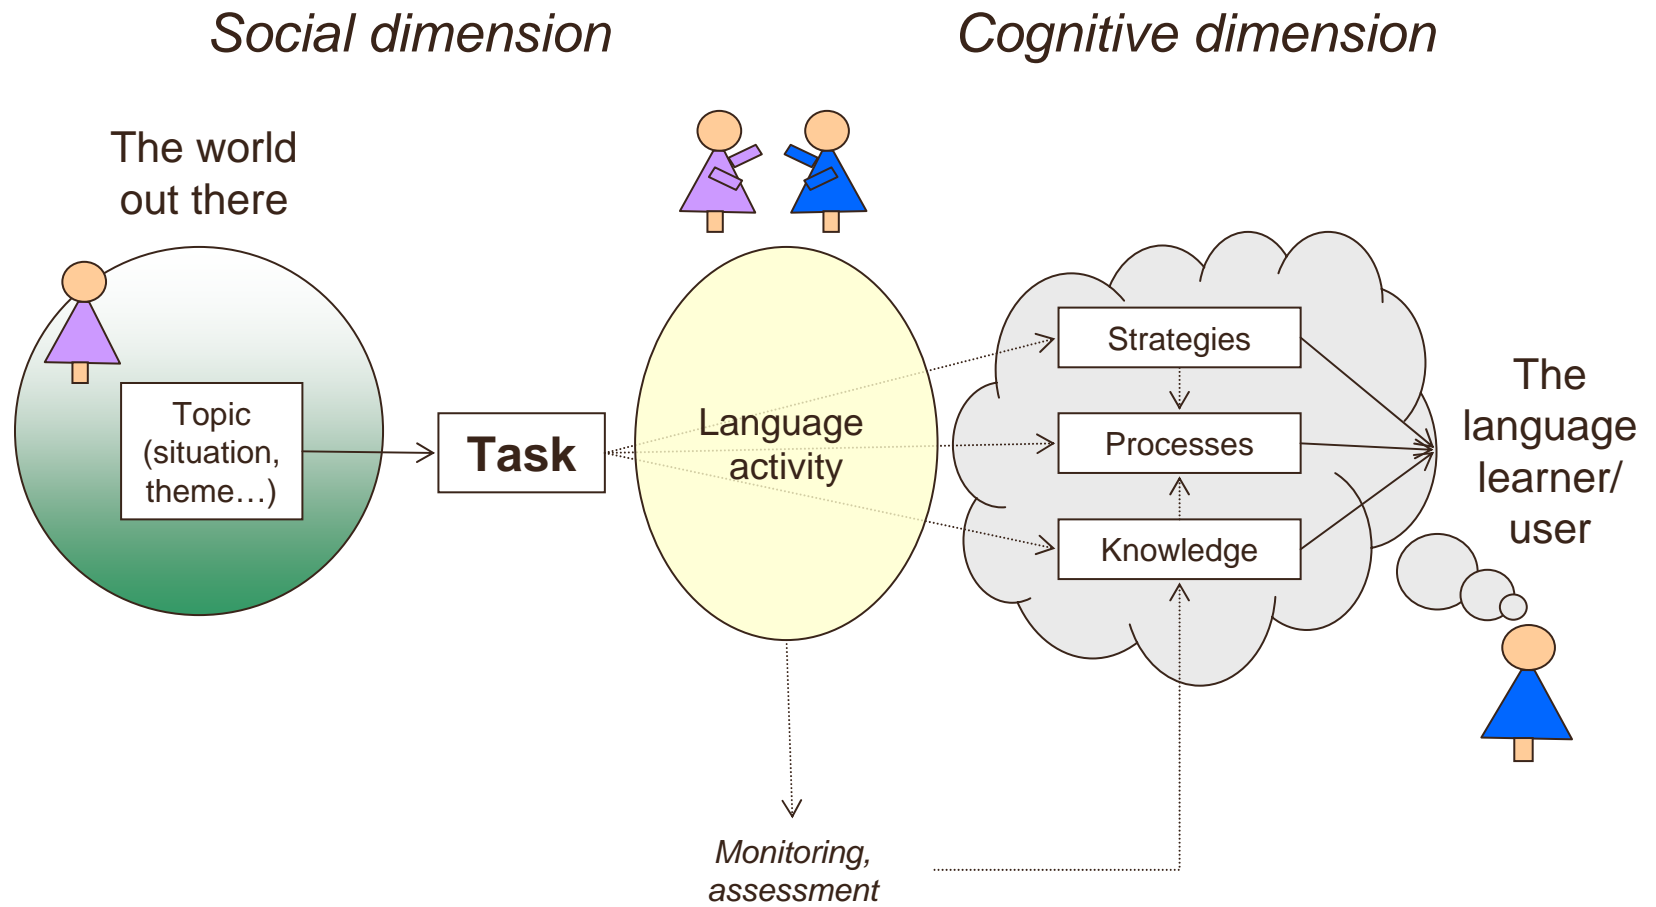 Social dimension
Cognitive dimension
The world
out there
Topic
(situation,
theme…)
Task
Language
activity
Strategies
Processes
Knowledge
The
language
learner/
user
Monitoring,
assessment